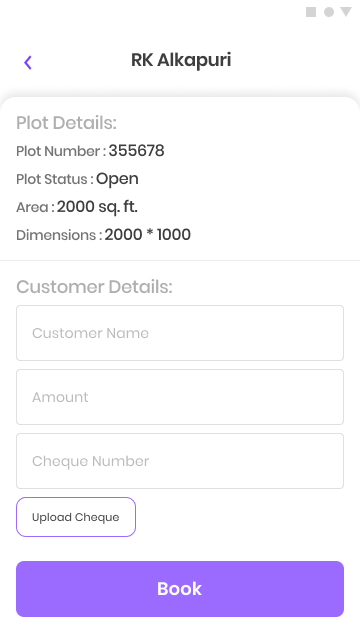 RK Alkapuri
Plot Details:
Plot Number : 355678
Plot Status : Open
Area : 2000 sq. ft.
Dimensions : 2000 * 1000
Customer Details:
Customer Name
Amount
Cheque Number
Upload Cheque
Book